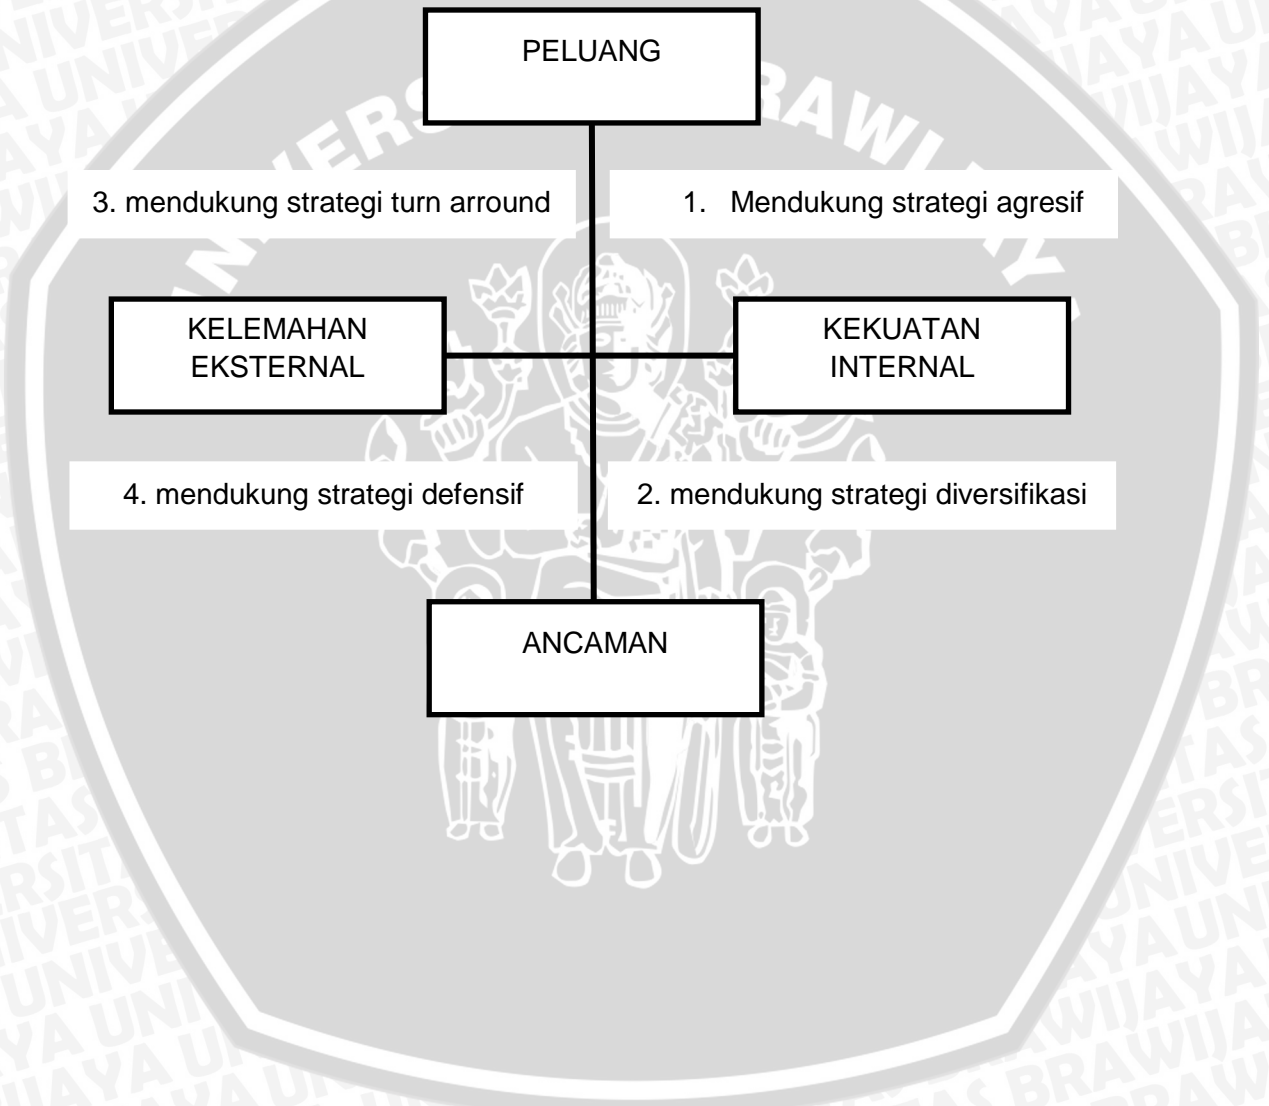 PELUANG
3. mendukung strategi turn arround
1. Mendukung strategi agresif
KELEMAHAN
EKSTERNAL
KEKUATAN
INTERNAL
4. mendukung strategi defensif
2. mendukung strategi diversifikasi
ANCAMAN